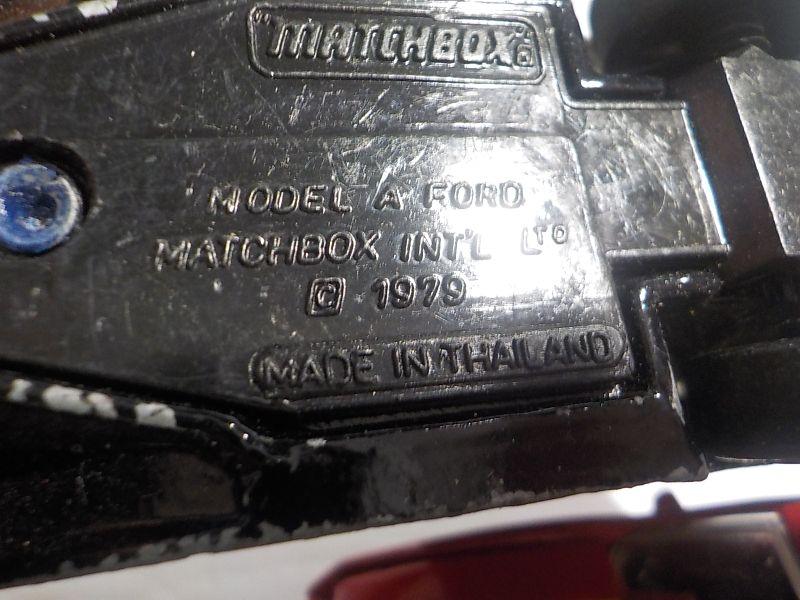 "MATCHBOX"®
MODEL A FORD
MATCHBOX INT'L LTD
© 1979
MADE IN THAILAND